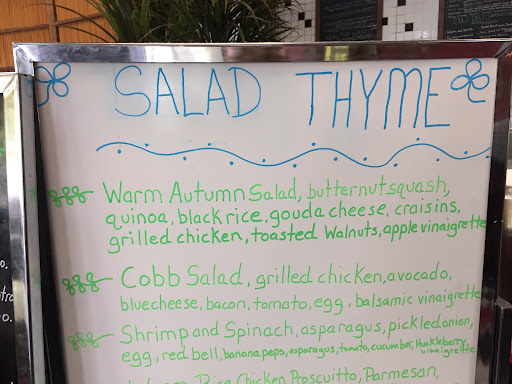 SALAD THYME
Warm Autumn Salad, butternut squash,
quinoa, black rice, gouda cheese, craisins,
grilled chicken, toasted Walnuts, apple vinaigrette
Cobb Salad, grilled chicken, avocado,
bluecheese, bacon, tomato, egg, balsamic vinaigrette
Shrimp and Spinach, asparagus, pickled onion,
egg, red bell, banana peps, asparagus, tomato, cucumber, Huckleberry
vinaigrette
Rice, Chicken, Proscuitto, Parmesan,